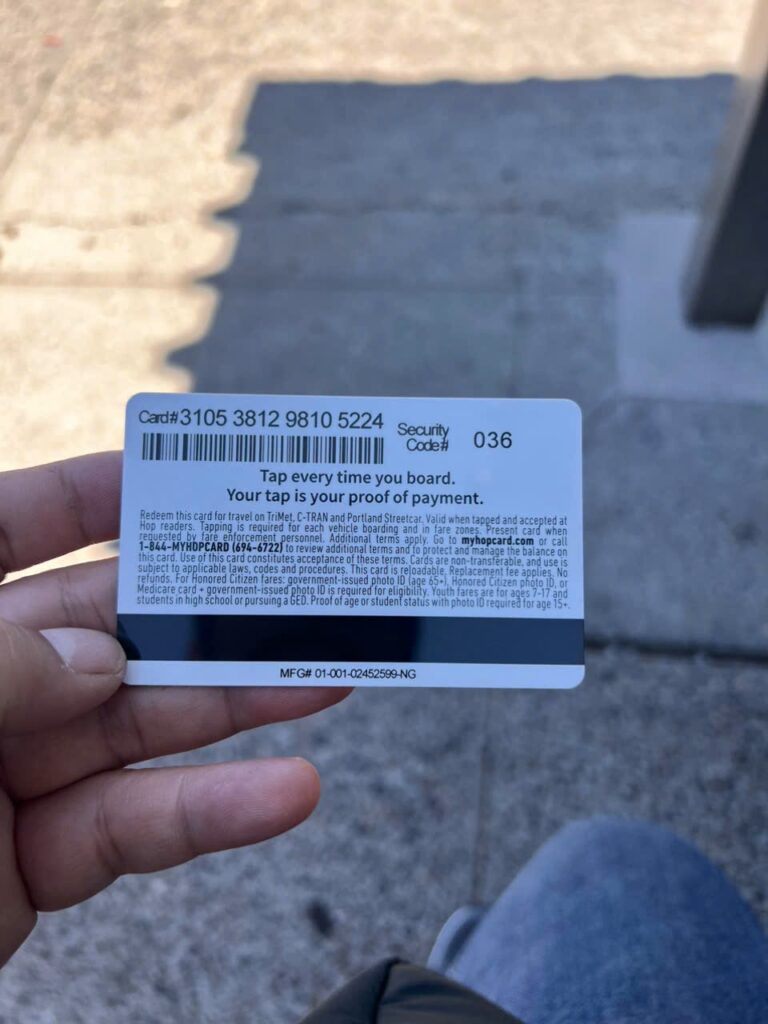 Card# 3105 3812 9810 5224
Security
Code# 036
Tap every time you board.
Your tap is your proof of payment.
Redeem this card for travel on TriMet, C-TRAN and Portland Streetcar. Valid when tapped and accepted at
Hop readers. Tapping is required for each vehicle boarding and in fare zones. Present card when
requested by fare enforcement personnel. Additional terms apply. Go to myhopcard.com or call
1-844-MYHOPCARD (694-6722) to review additional terms and to protect and manage the balance on
this card. Use of this card constitutes acceptance of these terms. Cards are non-transferable, and use is
subject to applicable laws, codes and procedures. This card is reloadable. Replacement fee applies. No
refunds. For Honored Citizen fares: government-issued photo ID (age 65+), Honored Citizen photo ID, or
Medicare card + government-issued photo ID is required for eligibility. Youth fares are for ages 7-17 and
students in high school or pursuing a GED. Proof of age or student status with photo ID required for age 15+.
MFG# 01-001-02452599-NG